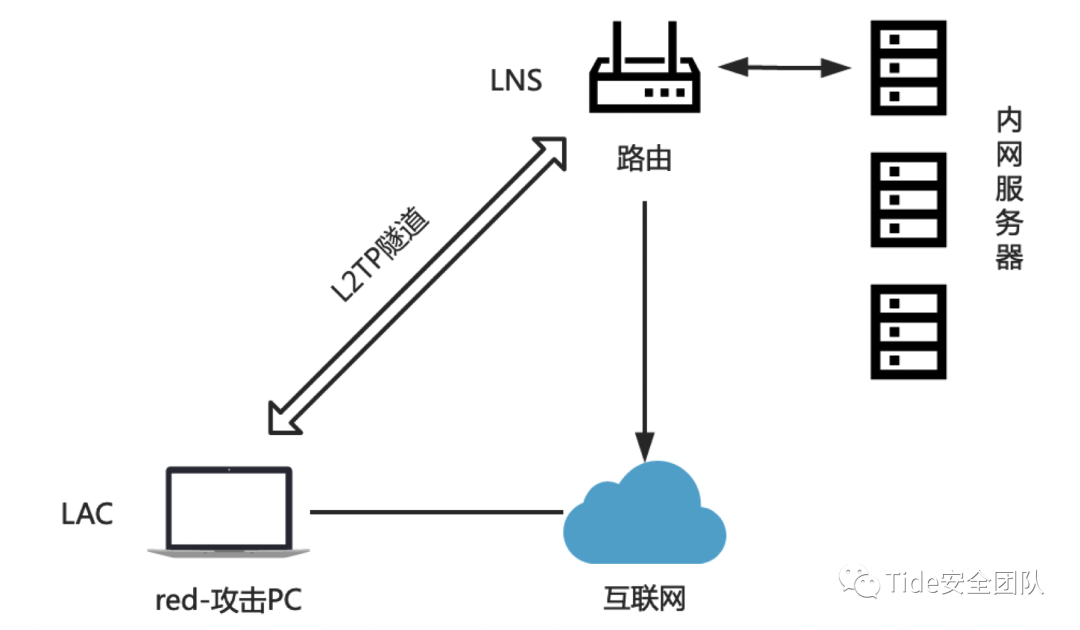 LNS
路由
内网服务器
L2TP隧道
LAC
red-攻击PC
互联网
Tide安全团队